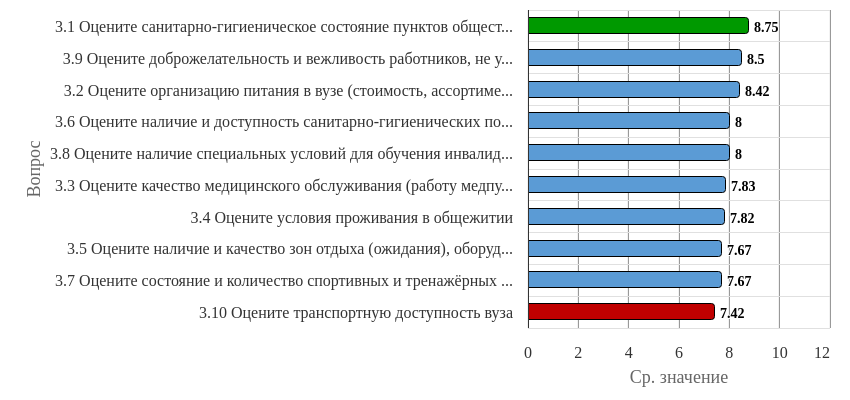 3.1 Оцените санитарно-гигиеническое состояние пунктов общест... 8.75
3.9 Оцените доброжелательность и вежливость работников, не у... 8.5
3.2 Оцените организацию питания в вузе (стоимость, ассортиме... 8.42
3.6 Оцените наличие и доступность санитарно-гигиенических по... 8
3.8 Оцените наличие специальных условий для обучения инвалид... 8
3.3 Оцените качество медицинского обслуживания (работу медпу... 7.83
3.4 Оцените условия проживания в общежитии 7.82
3.5 Оцените наличие и качество зон отдыха (ожидания), оборуд... 7.67
3.7 Оцените состояние и количество спортивных и тренажёрных ... 7.67
3.10 Оцените транспортную доступность вуза 7.42
Вопрос
0 2 4 6 8 10 12
Ср. значение